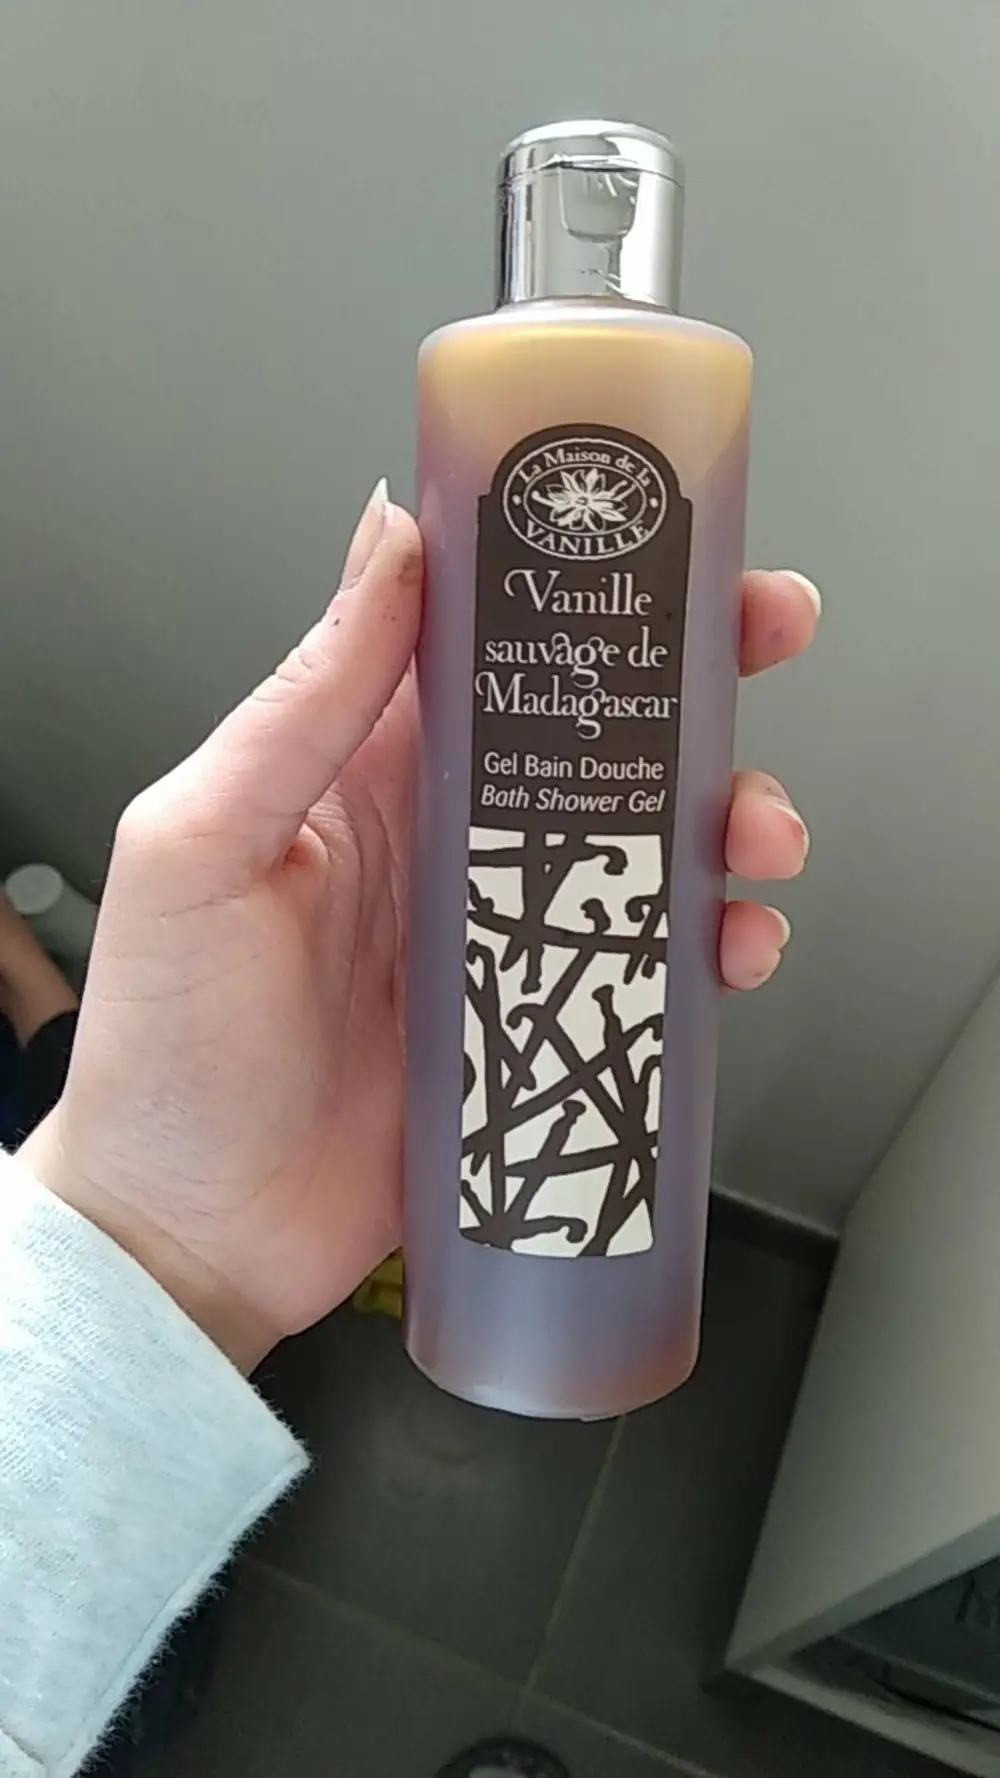 La Maison de la
VANILLE
Vanille
sauvage de
Madagascar
Gel Bain Douche
Bath Shower Gel